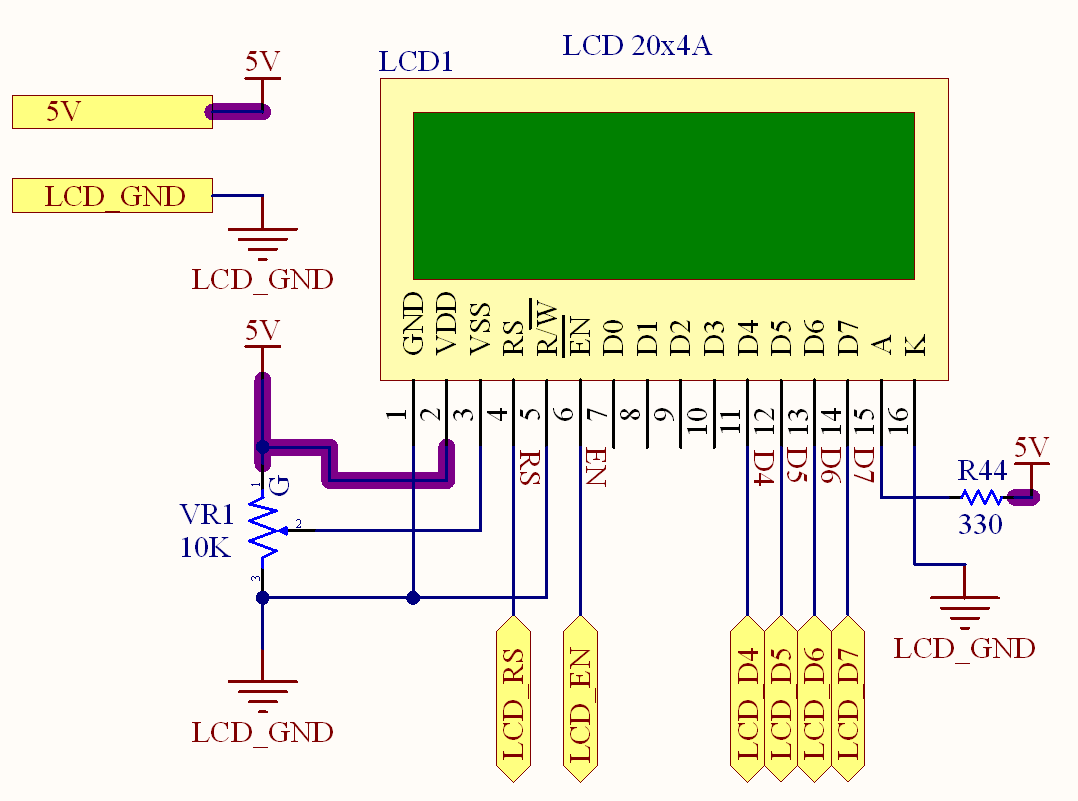 LCD 20x4A
LCD1
5V
5V
LCD_GND
LCD_GND
5V
GND
VDD
VSS
RS
R/W
EN
D0
D1
D2
D3
D4
D5
D6
D7
A
K
1
2
3
4
5
6
7
8
9
10
11
12
13
14
15
16
RS
EN
D4
D5
D6
D7
5V
R44
330
1
G
VR1
10K
2
3
LCD_GND
LCD_GND
LCD_RS
LCD_EN
LCD_D4
LCD_D5
LCD_D6
LCD_D7